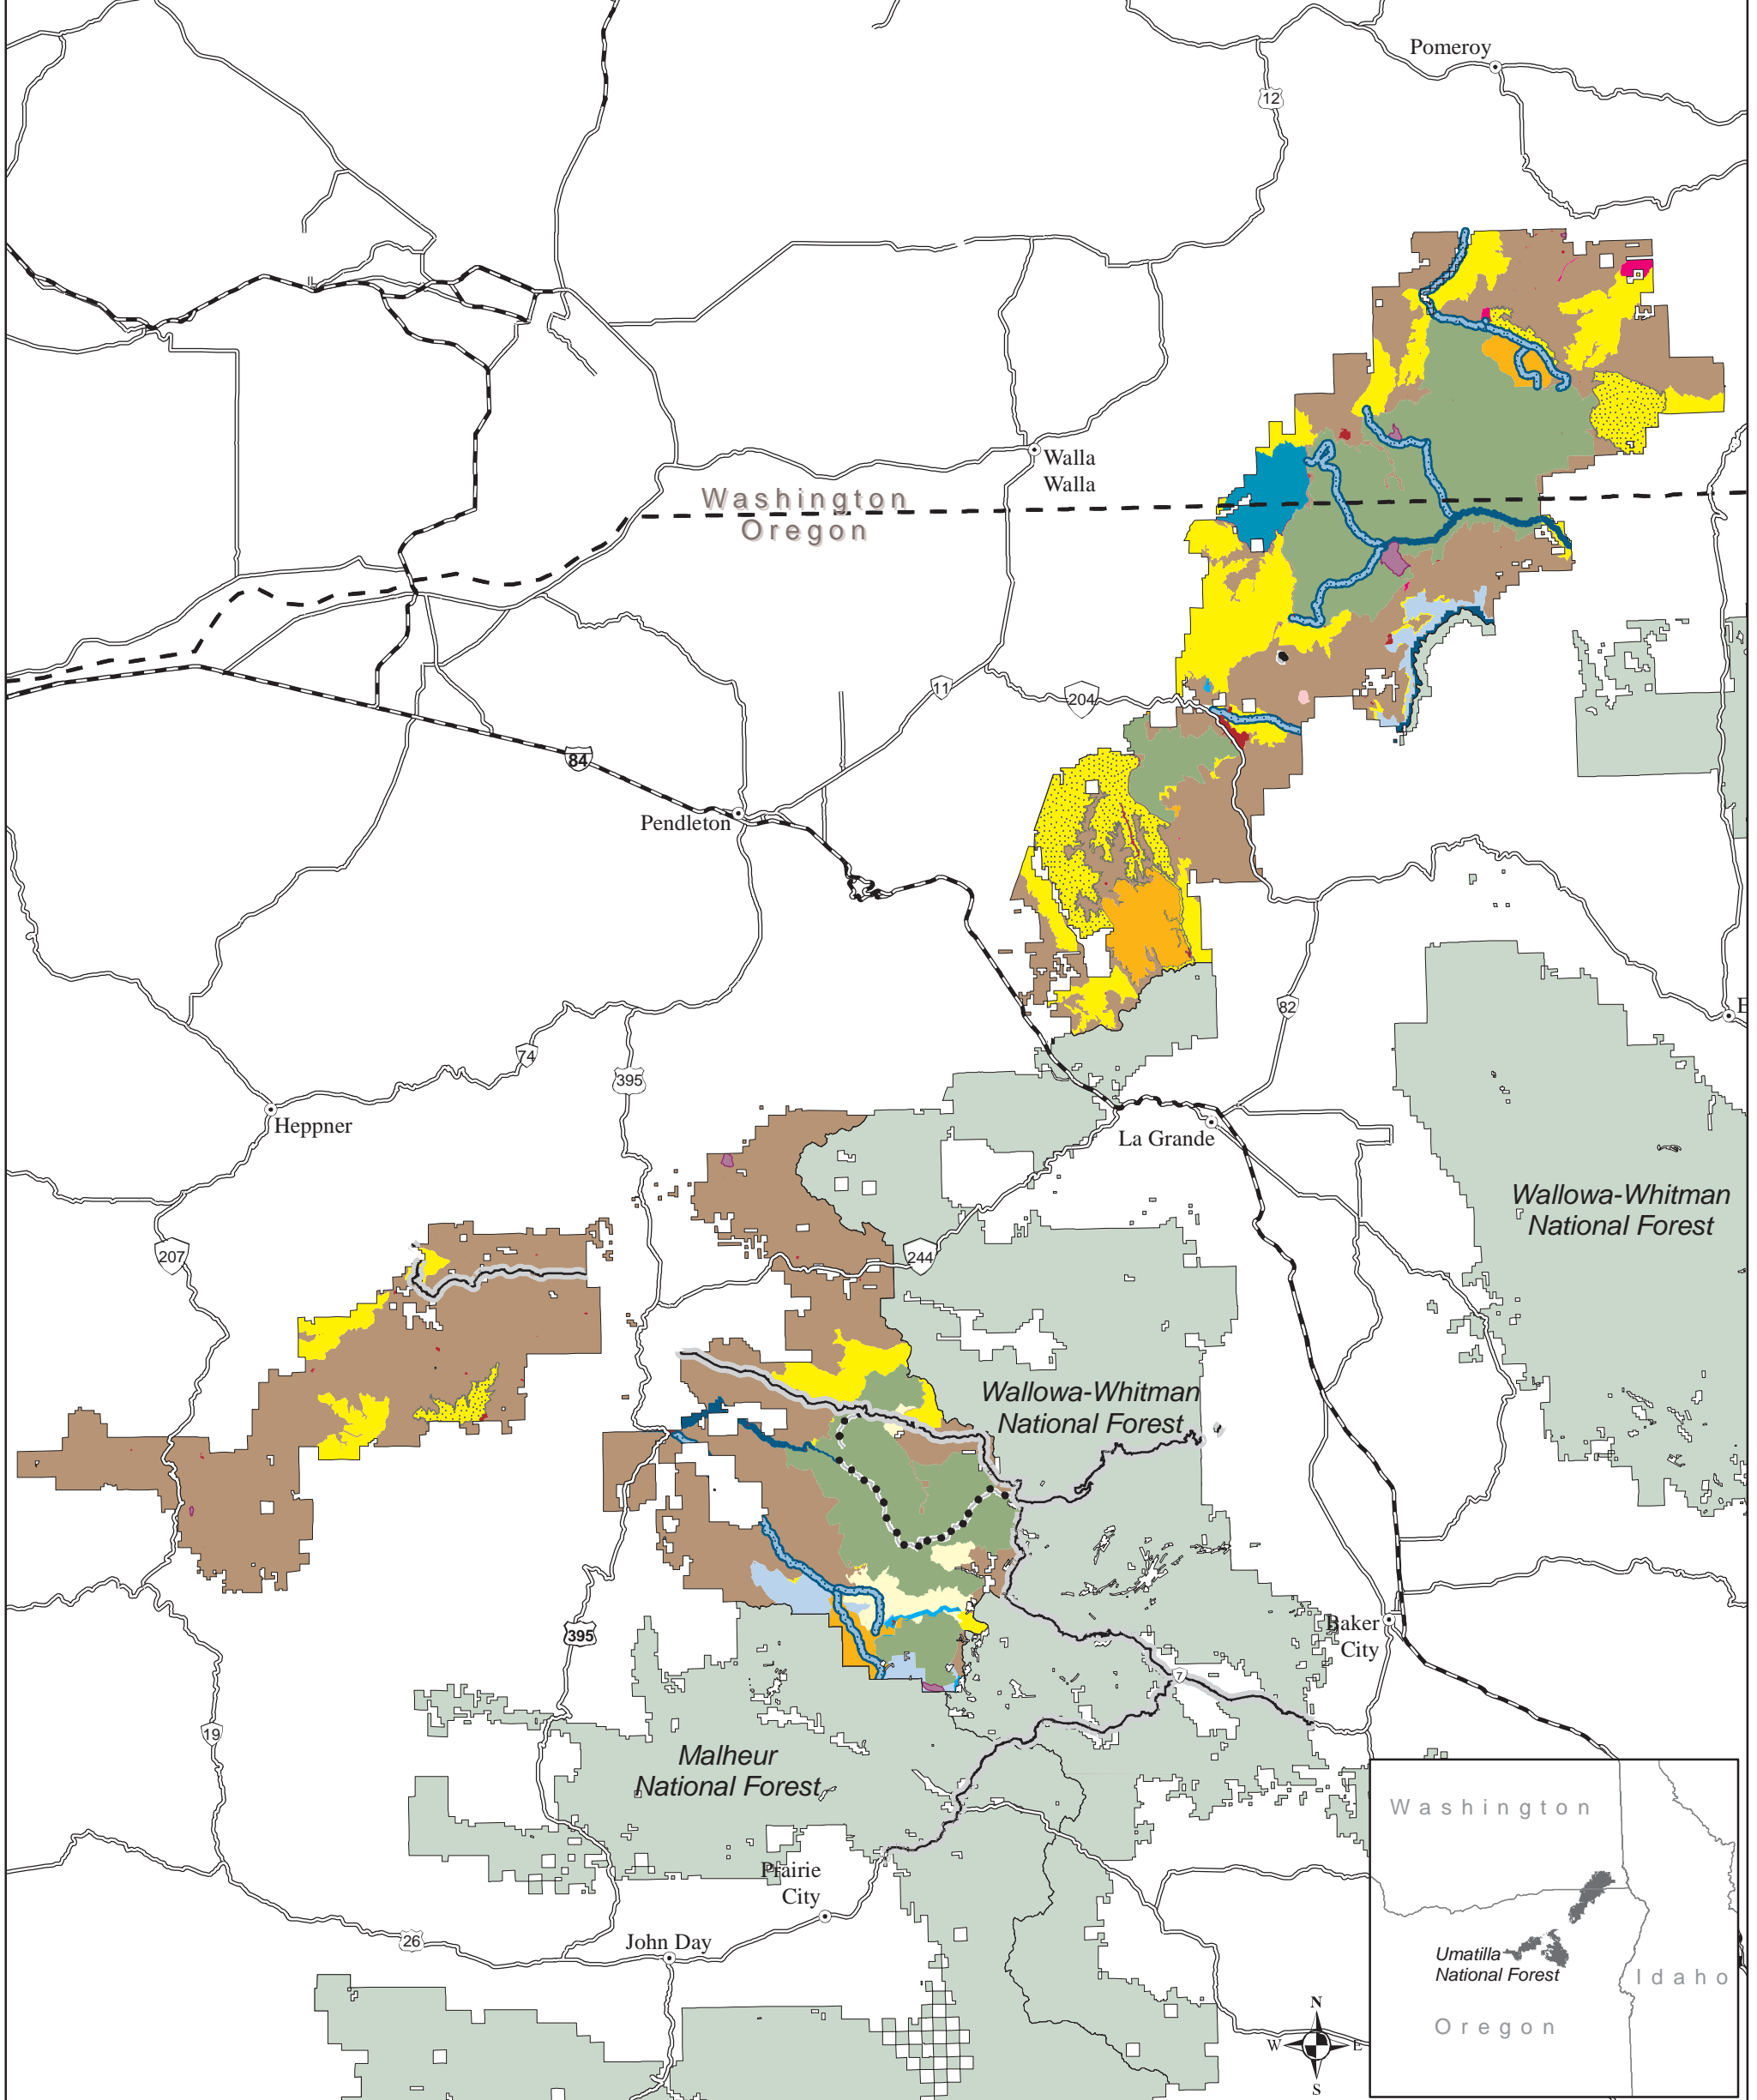 Pomeroy
12
Walla
Walla
Washington
Oregon
11
204
84
Pendleton
82
E
74
395
Heppner
La Grande
Wallowa-Whitman
National Forest
207
244
Wallowa-Whitman
National Forest
395
Baker
City
7
19
Malheur
National Forest
Prairie
City
26
John Day
Washington
Umatilla
National Forest
Idaho
Oregon
N
W
E
S